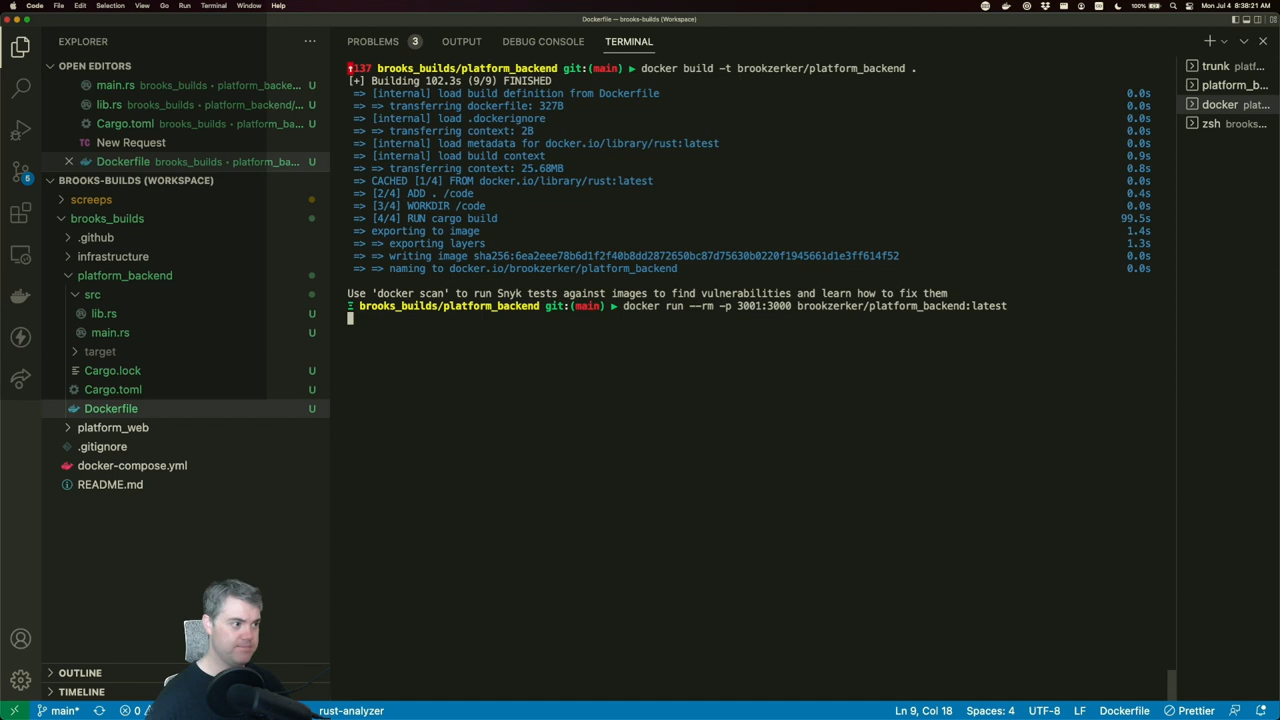 Code File Edit Selection View Go Run Terminal Window Help
100% Mon Jul 4 8:38:21 AM
Dockerfile — brooks-builds (Workspace)
EXPLORER
PROBLEMS 3 OUTPUT DEBUG CONSOLE TERMINAL
OPEN EDITORS
main.rs brooks_builds / platform_backe... U
lib.rs brooks_builds / platform_backend/... U
Cargo.toml brooks_builds / platform_ba... U
New Request
Dockerfile brooks_builds / platform_ba... U
BROOKS-BUILDS (WORKSPACE)
screeps
brooks_builds
.github
infrastructure
platform_backend
src
lib.rs U
main.rs U
target
Cargo.lock U
Cargo.toml U
Dockerfile U
platform_web
.gitignore
docker-compose.yml
README.md
OUTLINE
TIMELINE
5
137 brooks_builds/platform_backend git:(main) ▶ docker build -t brookzerker/platform_backend .
[+] Building 102.3s (9/9) FINISHED
=> [internal] load build definition from Dockerfile 0.0s
=> => transferring dockerfile: 327B 0.0s
=> [internal] load .dockerignore 0.0s
=> => transferring context: 2B 0.0s
=> [internal] load metadata for docker.io/library/rust:latest 0.0s
=> [internal] load build context 0.9s
=> => transferring context: 25.68MB 0.8s
=> CACHED [1/4] FROM docker.io/library/rust:latest 0.0s
=> [2/4] ADD . /code 0.4s
=> [3/4] WORKDIR /code 0.0s
=> [4/4] RUN cargo build 99.5s
=> exporting to image 1.4s
=> => exporting layers 1.3s
=> => writing image sha256:6ea2eee78b6d1f2f40b8dd2872650bc87d75630b0220f1945661d1e3ff614f52 0.0s
=> => naming to docker.io/brookzerker/platform_backend 0.0s
Use 'docker scan' to run Snyk tests against images to find vulnerabilities and learn how to fix them
Ξ brooks_builds/platform_backend git:(main) ▶ docker run --rm -p 3001:3000 brookzerker/platform_backend:latest
trunk platf...
platform_b...
docker plat...
zsh brooks...
main* 0 rust-analyzer Ln 9, Col 18 Spaces: 4 UTF-8 LF Dockerfile Prettier